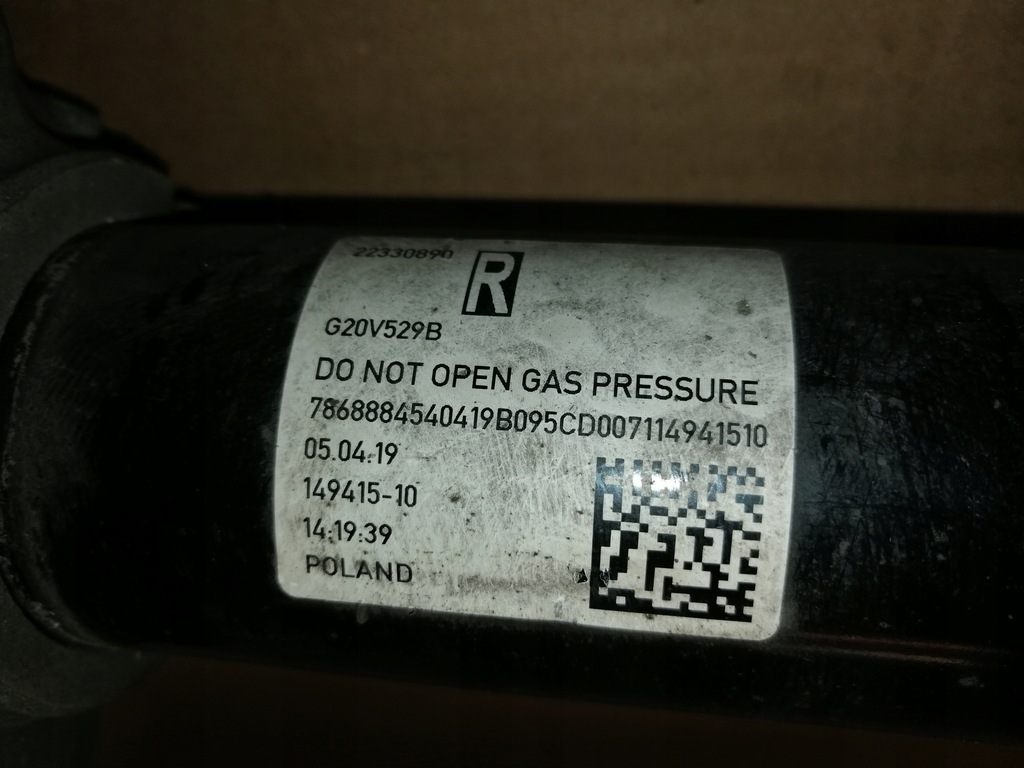 22330890
R
G20V529B
DO NOT OPEN GAS PRESSURE
7868884540419B095CD007114941510
05.04.19
149415-10
14:19:39
POLAND